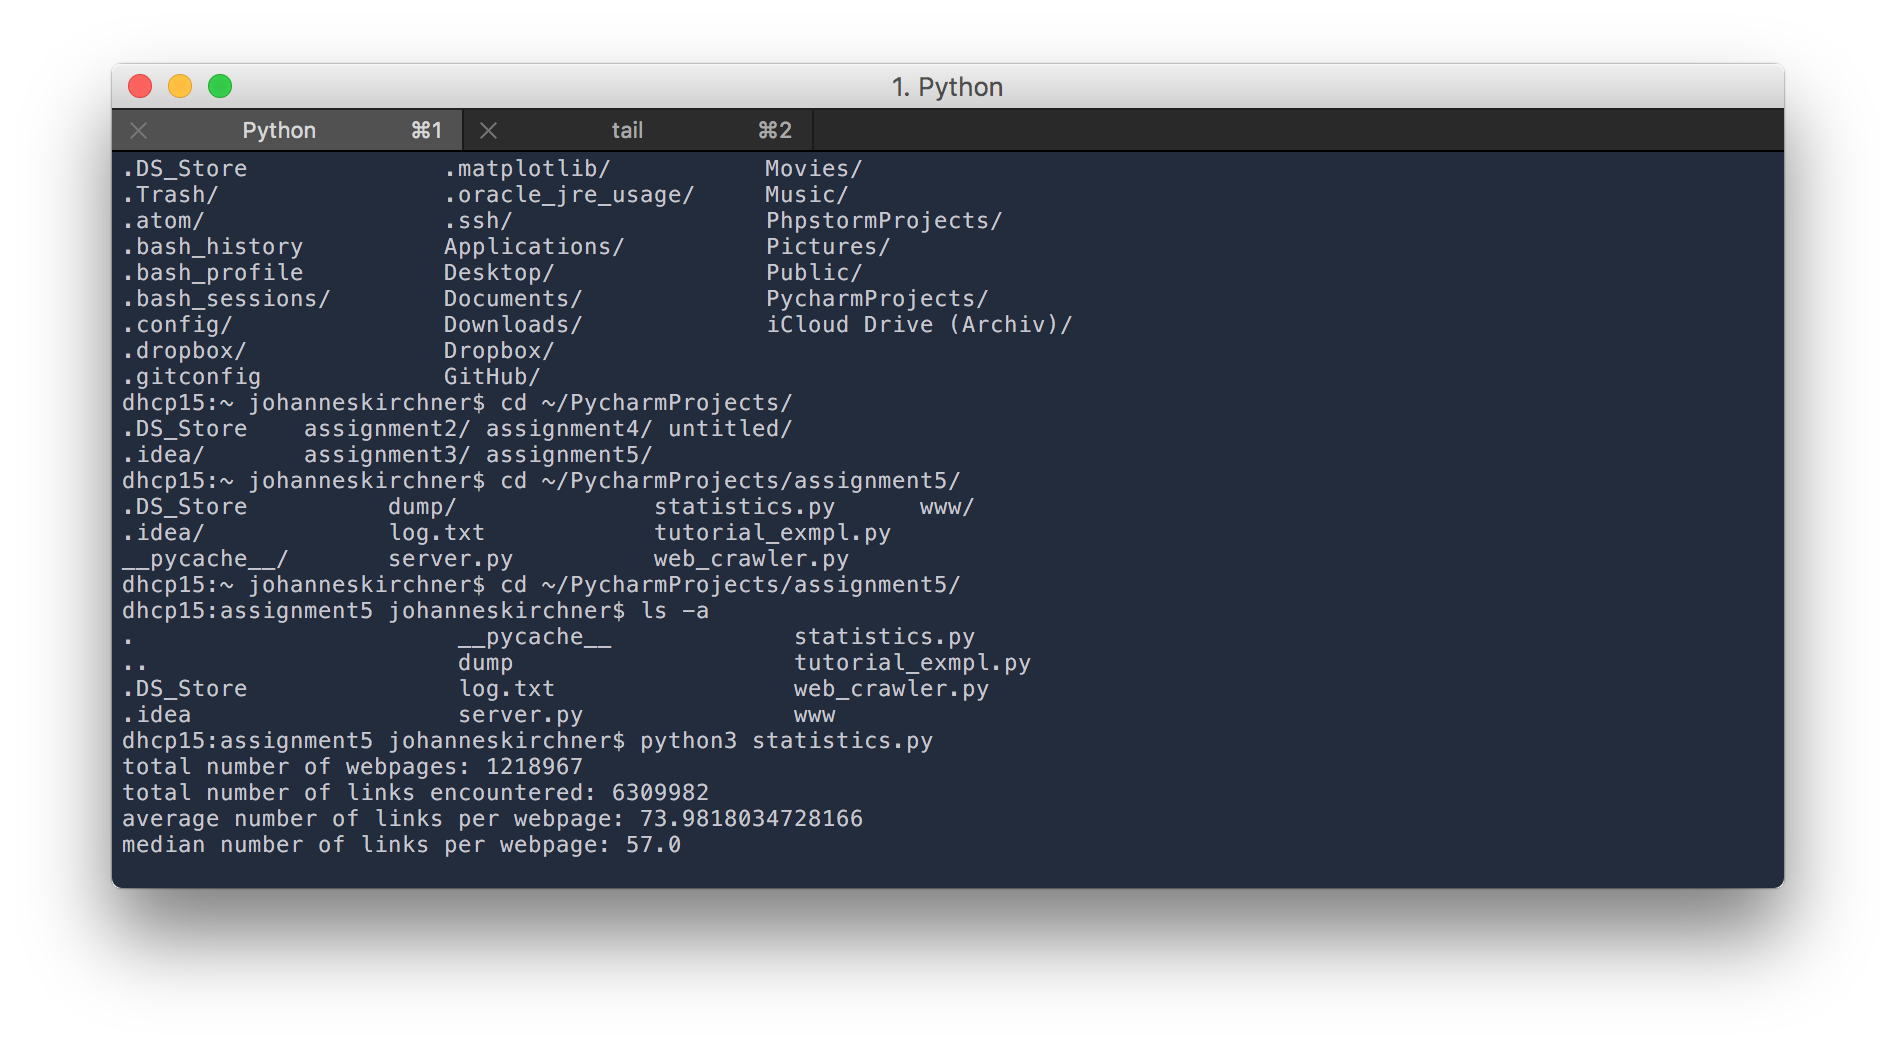 1. Python
Python ⌘1 tail ⌘2
.DS_Store .matplotlib/ Movies/
.Trash/ .oracle_jre_usage/ Music/
.atom/ .ssh/ PhpstormProjects/
.bash_history Applications/ Pictures/
.bash_profile Desktop/ Public/
.bash_sessions/ Documents/ PycharmProjects/
.config/ Downloads/ iCloud Drive (Archiv)/
.dropbox/ Dropbox/
.gitconfig GitHub/
dhcp15:~ johanneskirchner$ cd ~/PycharmProjects/
.DS_Store assignment2/ assignment4/ untitled/
.idea/ assignment3/ assignment5/
dhcp15:~ johanneskirchner$ cd ~/PycharmProjects/assignment5/
.DS_Store dump/ statistics.py www/
.idea/ log.txt tutorial_exmpl.py
__pycache__/ server.py web_crawler.py
dhcp15:~ johanneskirchner$ cd ~/PycharmProjects/assignment5/
dhcp15:assignment5 johanneskirchner$ ls -a
. __pycache__ statistics.py
.. dump tutorial_exmpl.py
.DS_Store log.txt web_crawler.py
.idea server.py www
dhcp15:assignment5 johanneskirchner$ python3 statistics.py
total number of webpages: 1218967
total number of links encountered: 6309982
average number of links per webpage: 73.9818034728166
median number of links per webpage: 57.0